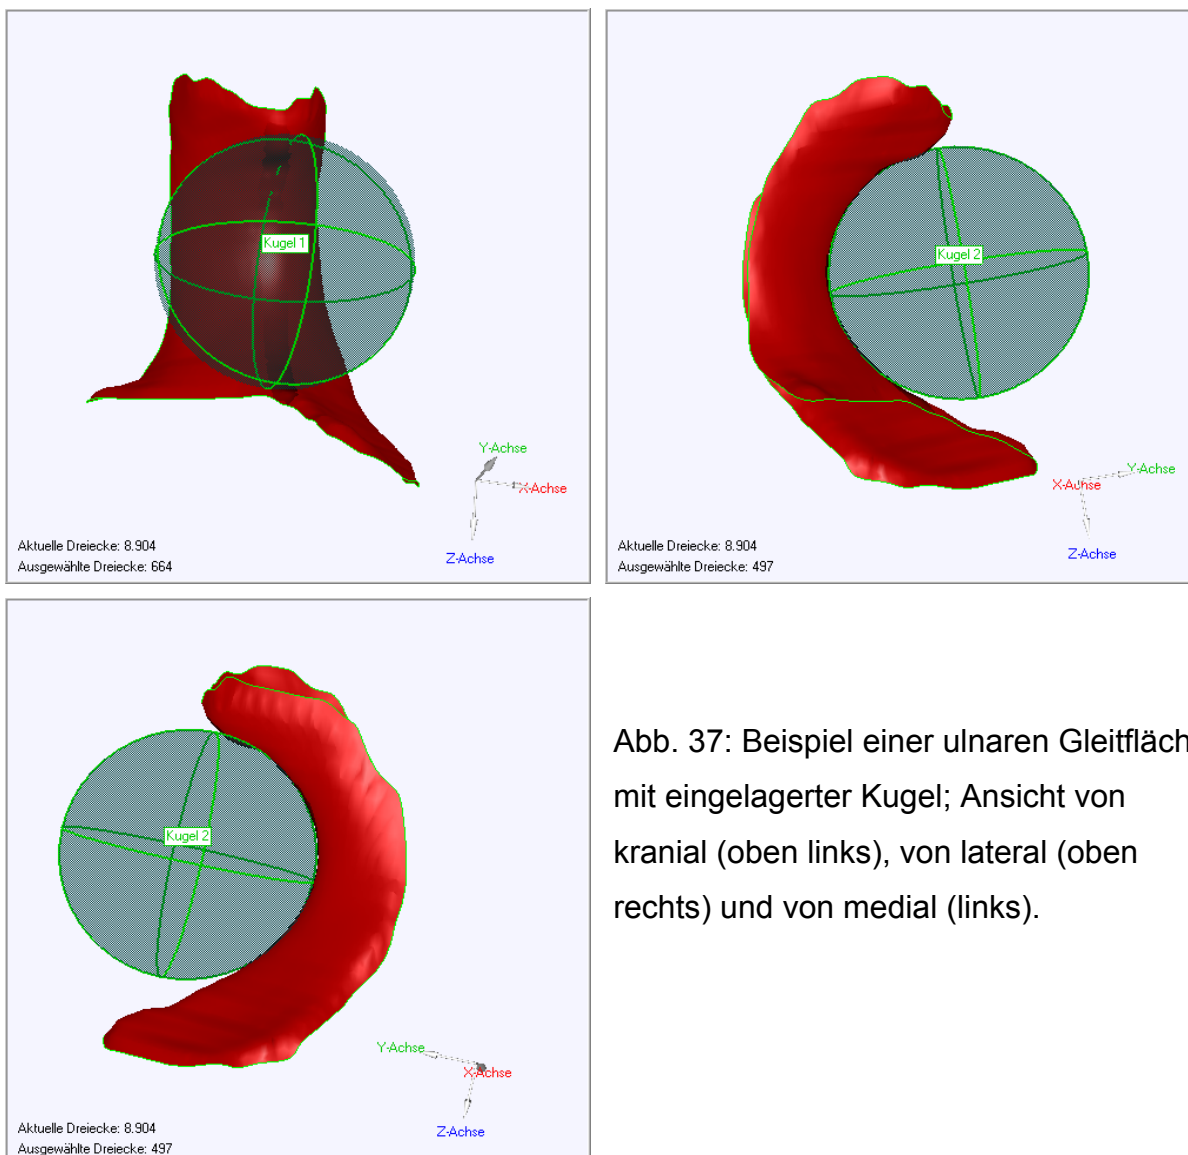 Kugel 1
Y-Achse
X-Achse
Z-Achse
Aktuelle Dreiecke: 8.904
Ausgewählte Dreiecke: 664
Kugel 2
Y-Achse
X-Achse
Z-Achse
Aktuelle Dreiecke: 8.904
Ausgewählte Dreiecke: 497
Kugel 2
Y-Achse
X-Achse
Z-Achse
Aktuelle Dreiecke: 8.904
Ausgewählte Dreiecke: 497
Abb. 37: Beispiel einer ulnaren Gleitfläch
mit eingelagerter Kugel; Ansicht von
kranial (oben links), von lateral (oben
rechts) und von medial (links).